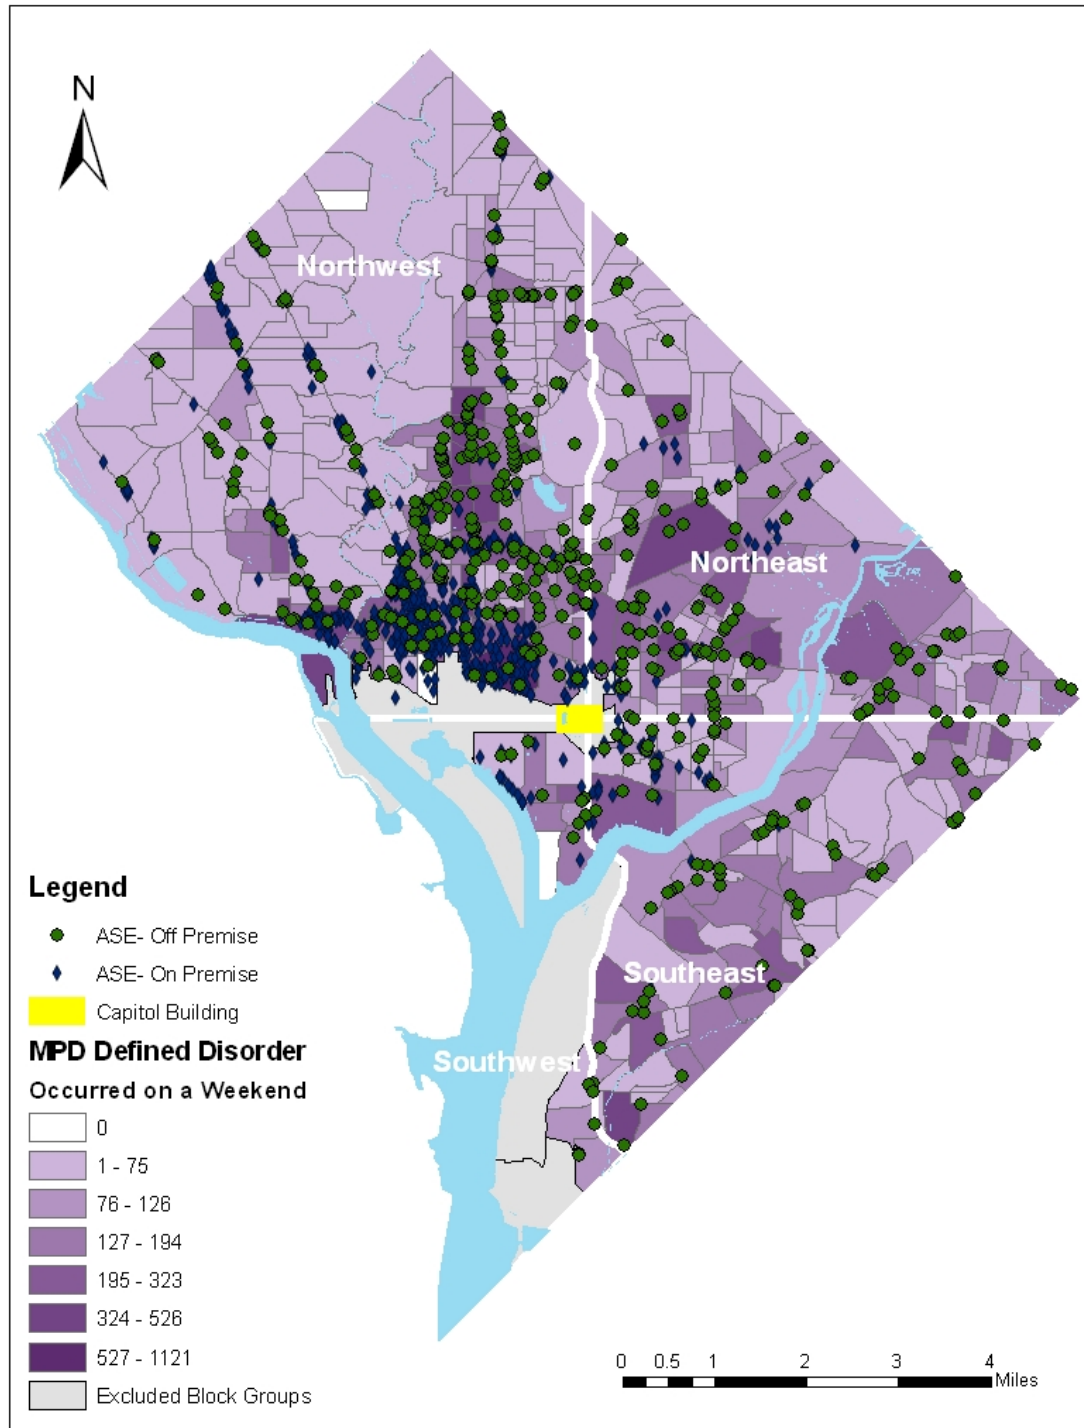 N
Northwest
Northeast
Southeast
Southwest
Legend
ASE- Off Premise
ASE- On Premise
Capitol Building
MPD Defined Disorder
Occurred on a Weekend
0
1 - 75
76 - 126
127 - 194
195 - 323
324 - 526
527 - 1121
Excluded Block Groups
0 0.5 1 2 3 4
Miles